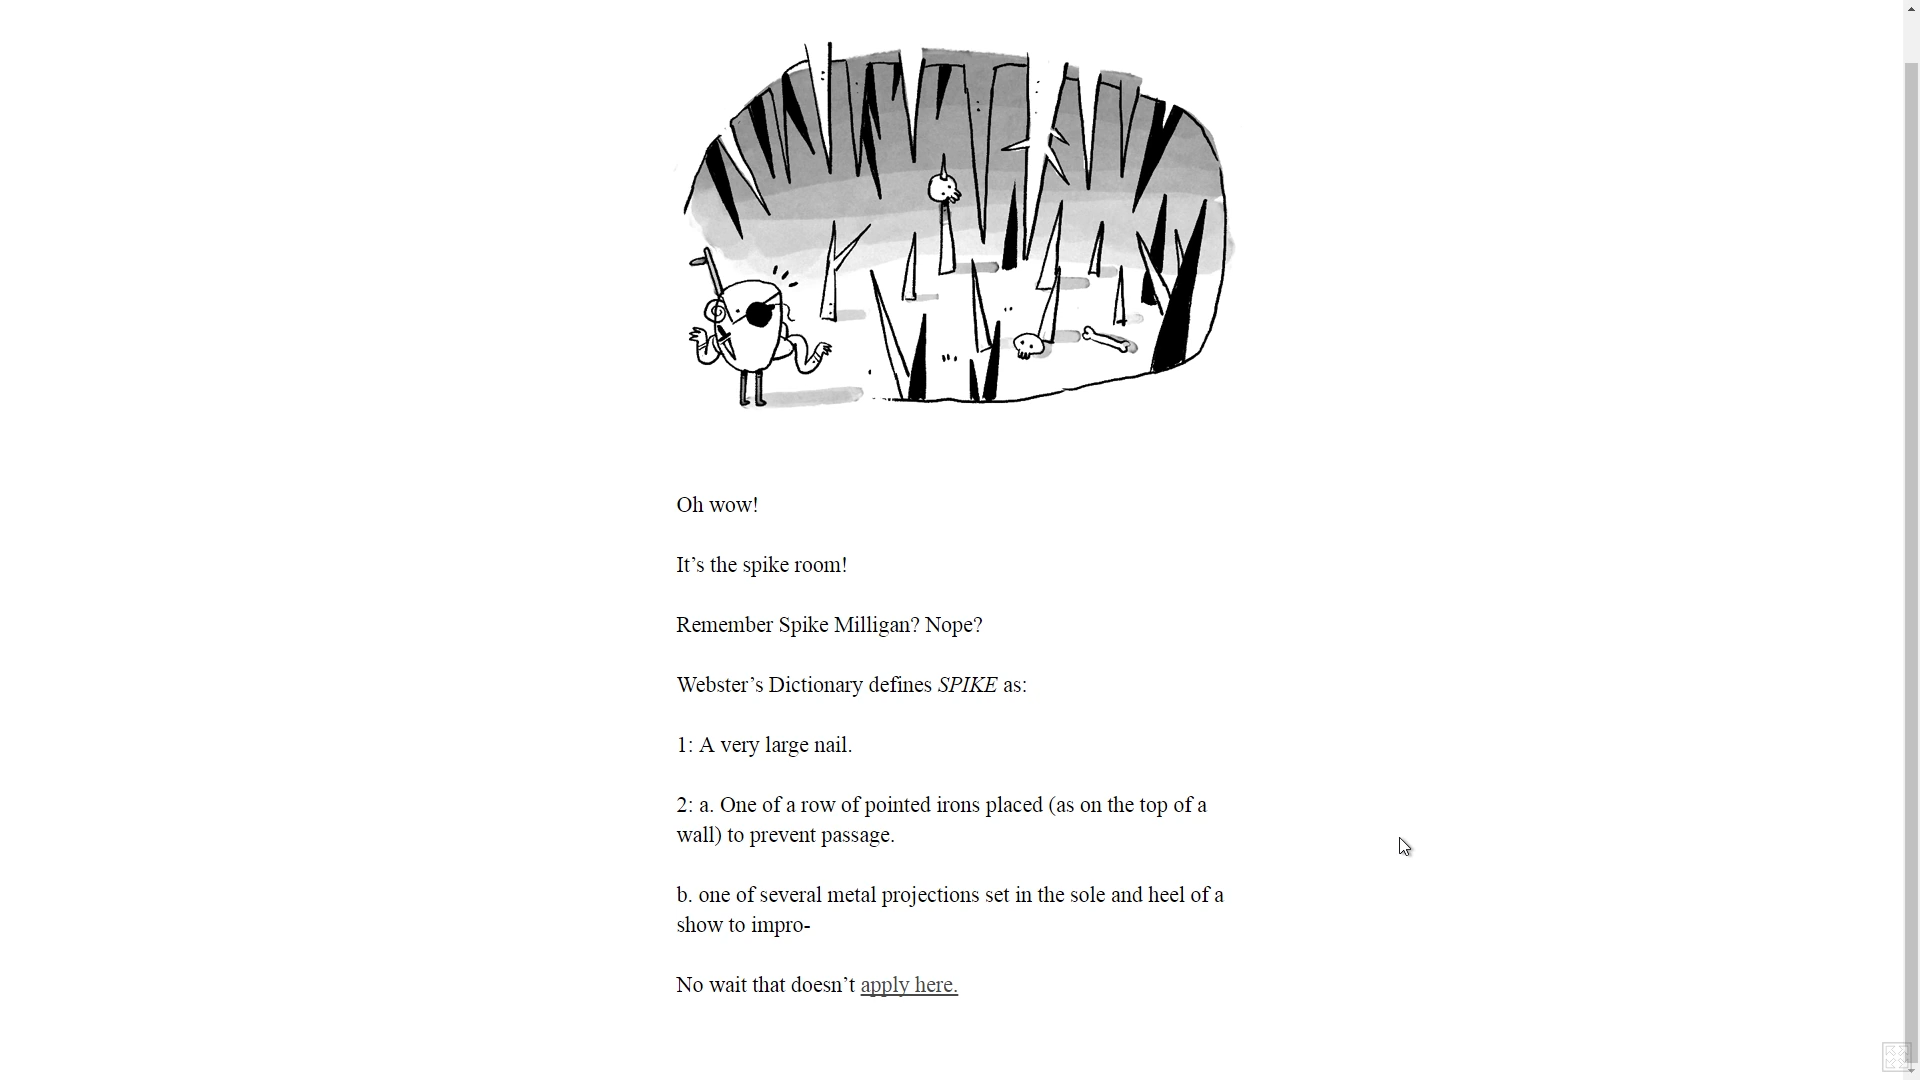 Oh wow!
It’s the spike room!
Remember Spike Milligan? Nope?
Webster’s Dictionary defines SPIKE as:
1: A very large nail.
2: a. One of a row of pointed irons placed (as on the top of a
wall) to prevent passage.
b. one of several metal projections set in the sole and heel of a
show to impro-
No wait that doesn’t apply here.